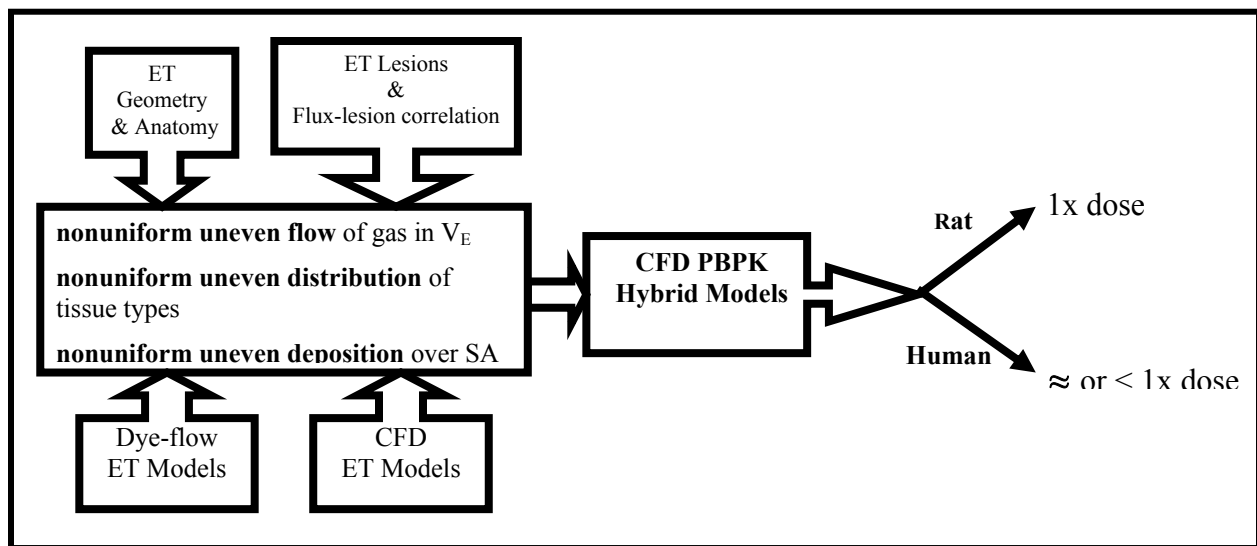 ET
Geometry
& Anatomy
ET Lesions
&
Flux-lesion correlation
nonuniform uneven flow of gas in VE
nonuniform uneven distribution of
tissue types
nonuniform uneven deposition over SA
Dye-flow
ET Models
CFD
ET Models
CFD PBPK
Hybrid Models
Rat
1x dose
Human
≈ or < 1x dose